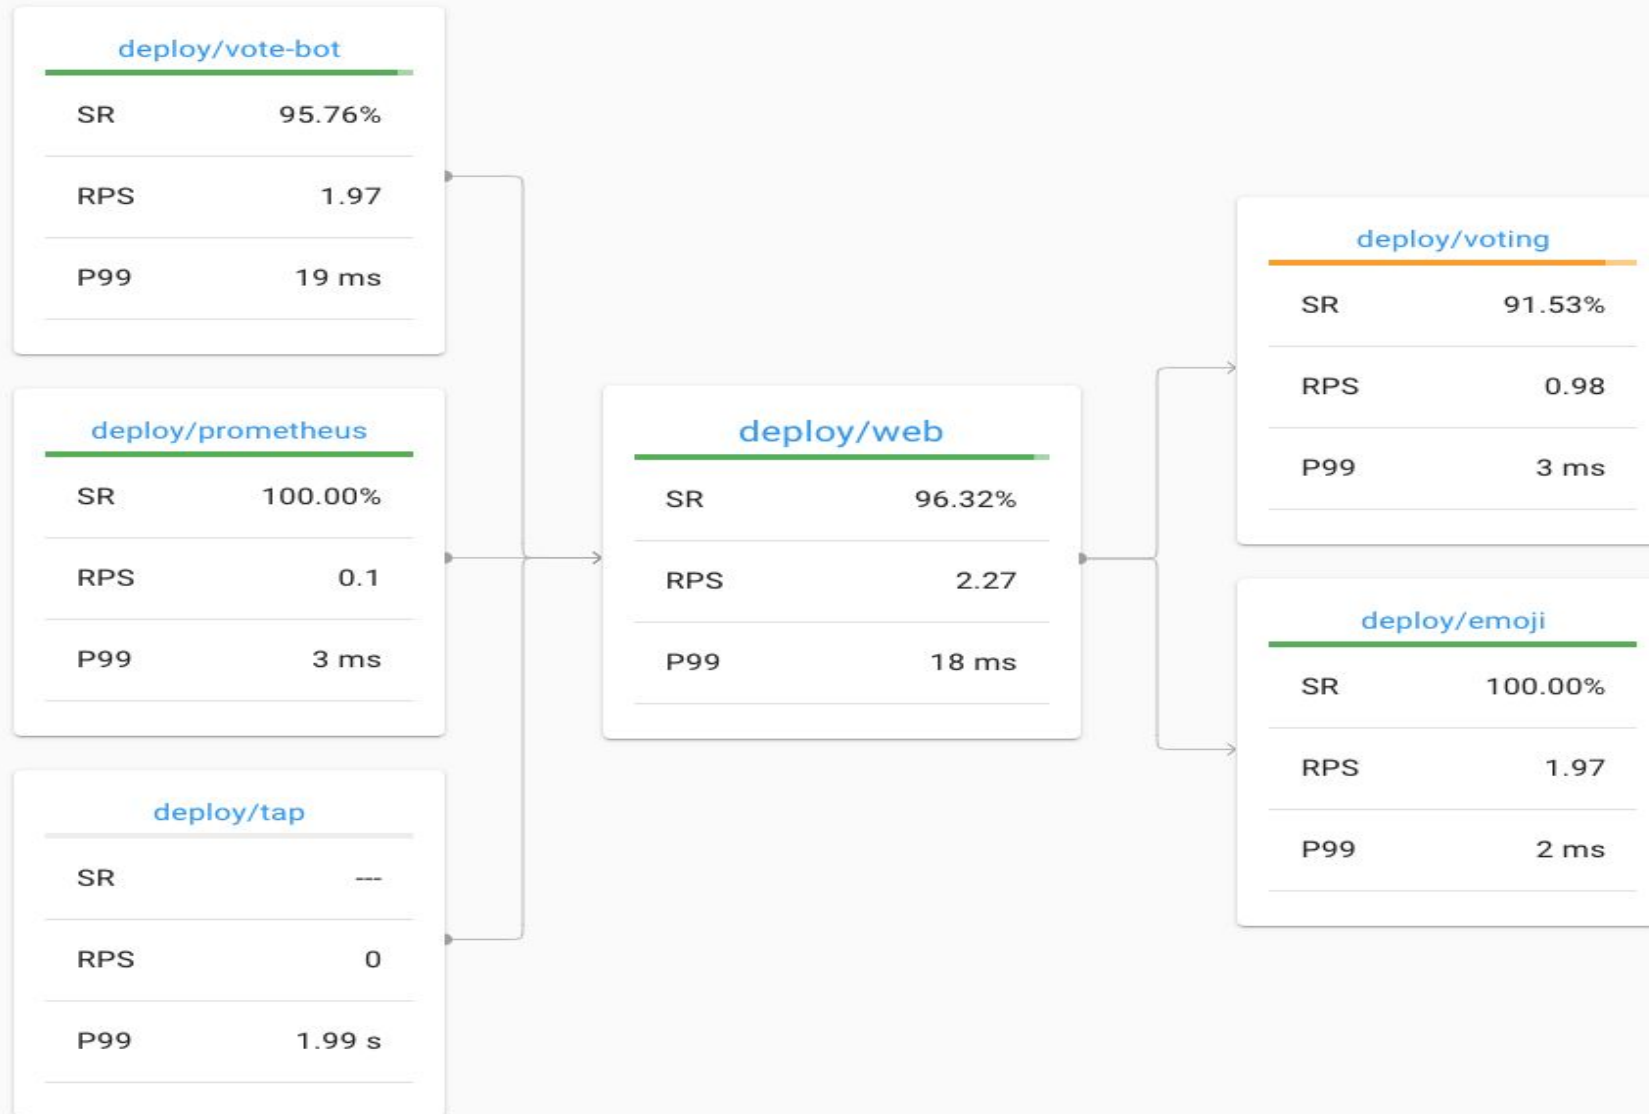 deploy/vote-bot
SR 95.76%
RPS 1.97
P99 19 ms
deploy/prometheus
SR 100.00%
RPS 0.1
P99 3 ms
deploy/tap
SR ---
RPS 0
P99 1.99 s
deploy/web
SR 96.32%
RPS 2.27
P99 18 ms
deploy/voting
SR 91.53%
RPS 0.98
P99 3 ms
deploy/emoji
SR 100.00%
RPS 1.97
P99 2 ms